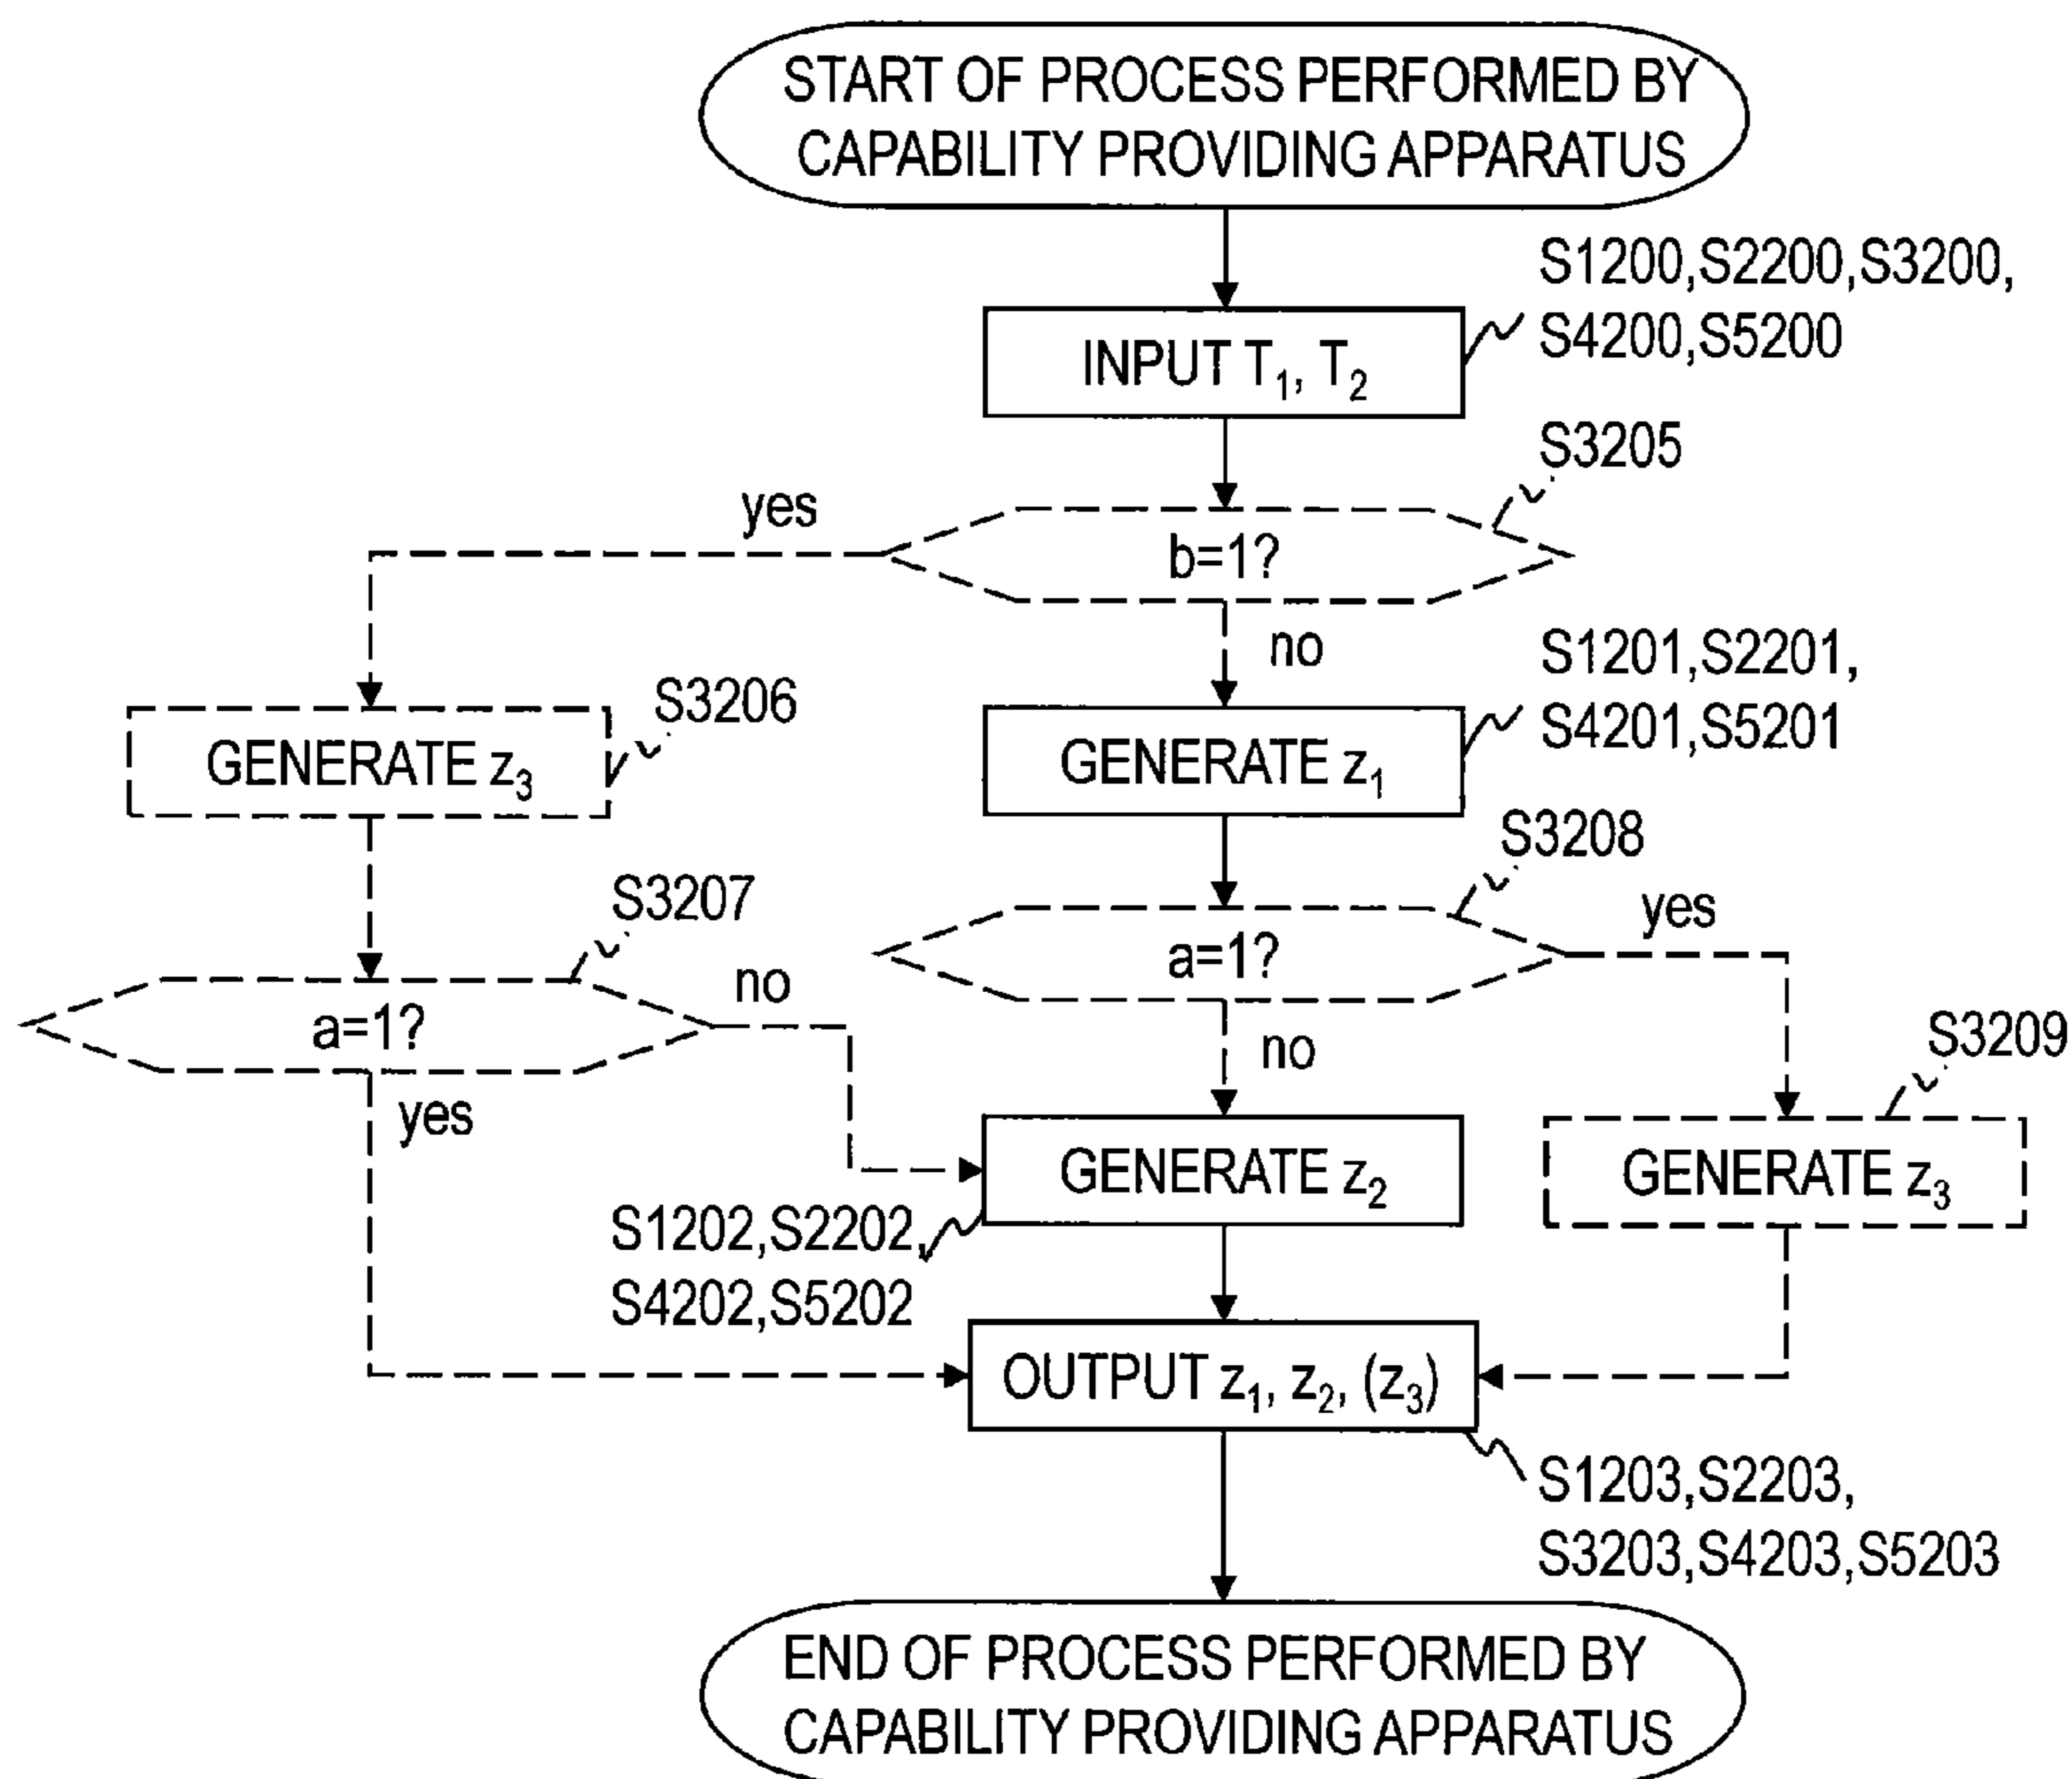 START OF PROCESS PERFORMED BY
CAPABILITY PROVIDING APPARATUS
S1200,S2200,S3200,
S4200,S5200
INPUT T₁, T₂
S3205
yes
b=1?
no
S1201,S2201,
S4201,S5201
S3206
GENERATE z₃
GENERATE z₁
S3208
S3207
yes
a=1?
no
a=1?
no
S3209
yes
GENERATE z₂
GENERATE z₃
S1202,S2202,
S4202,S5202
OUTPUT z₁, z₂, (z₃)
S1203,S2203,
S3203,S4203,S5203
END OF PROCESS PERFORMED BY
CAPABILITY PROVIDING APPARATUS